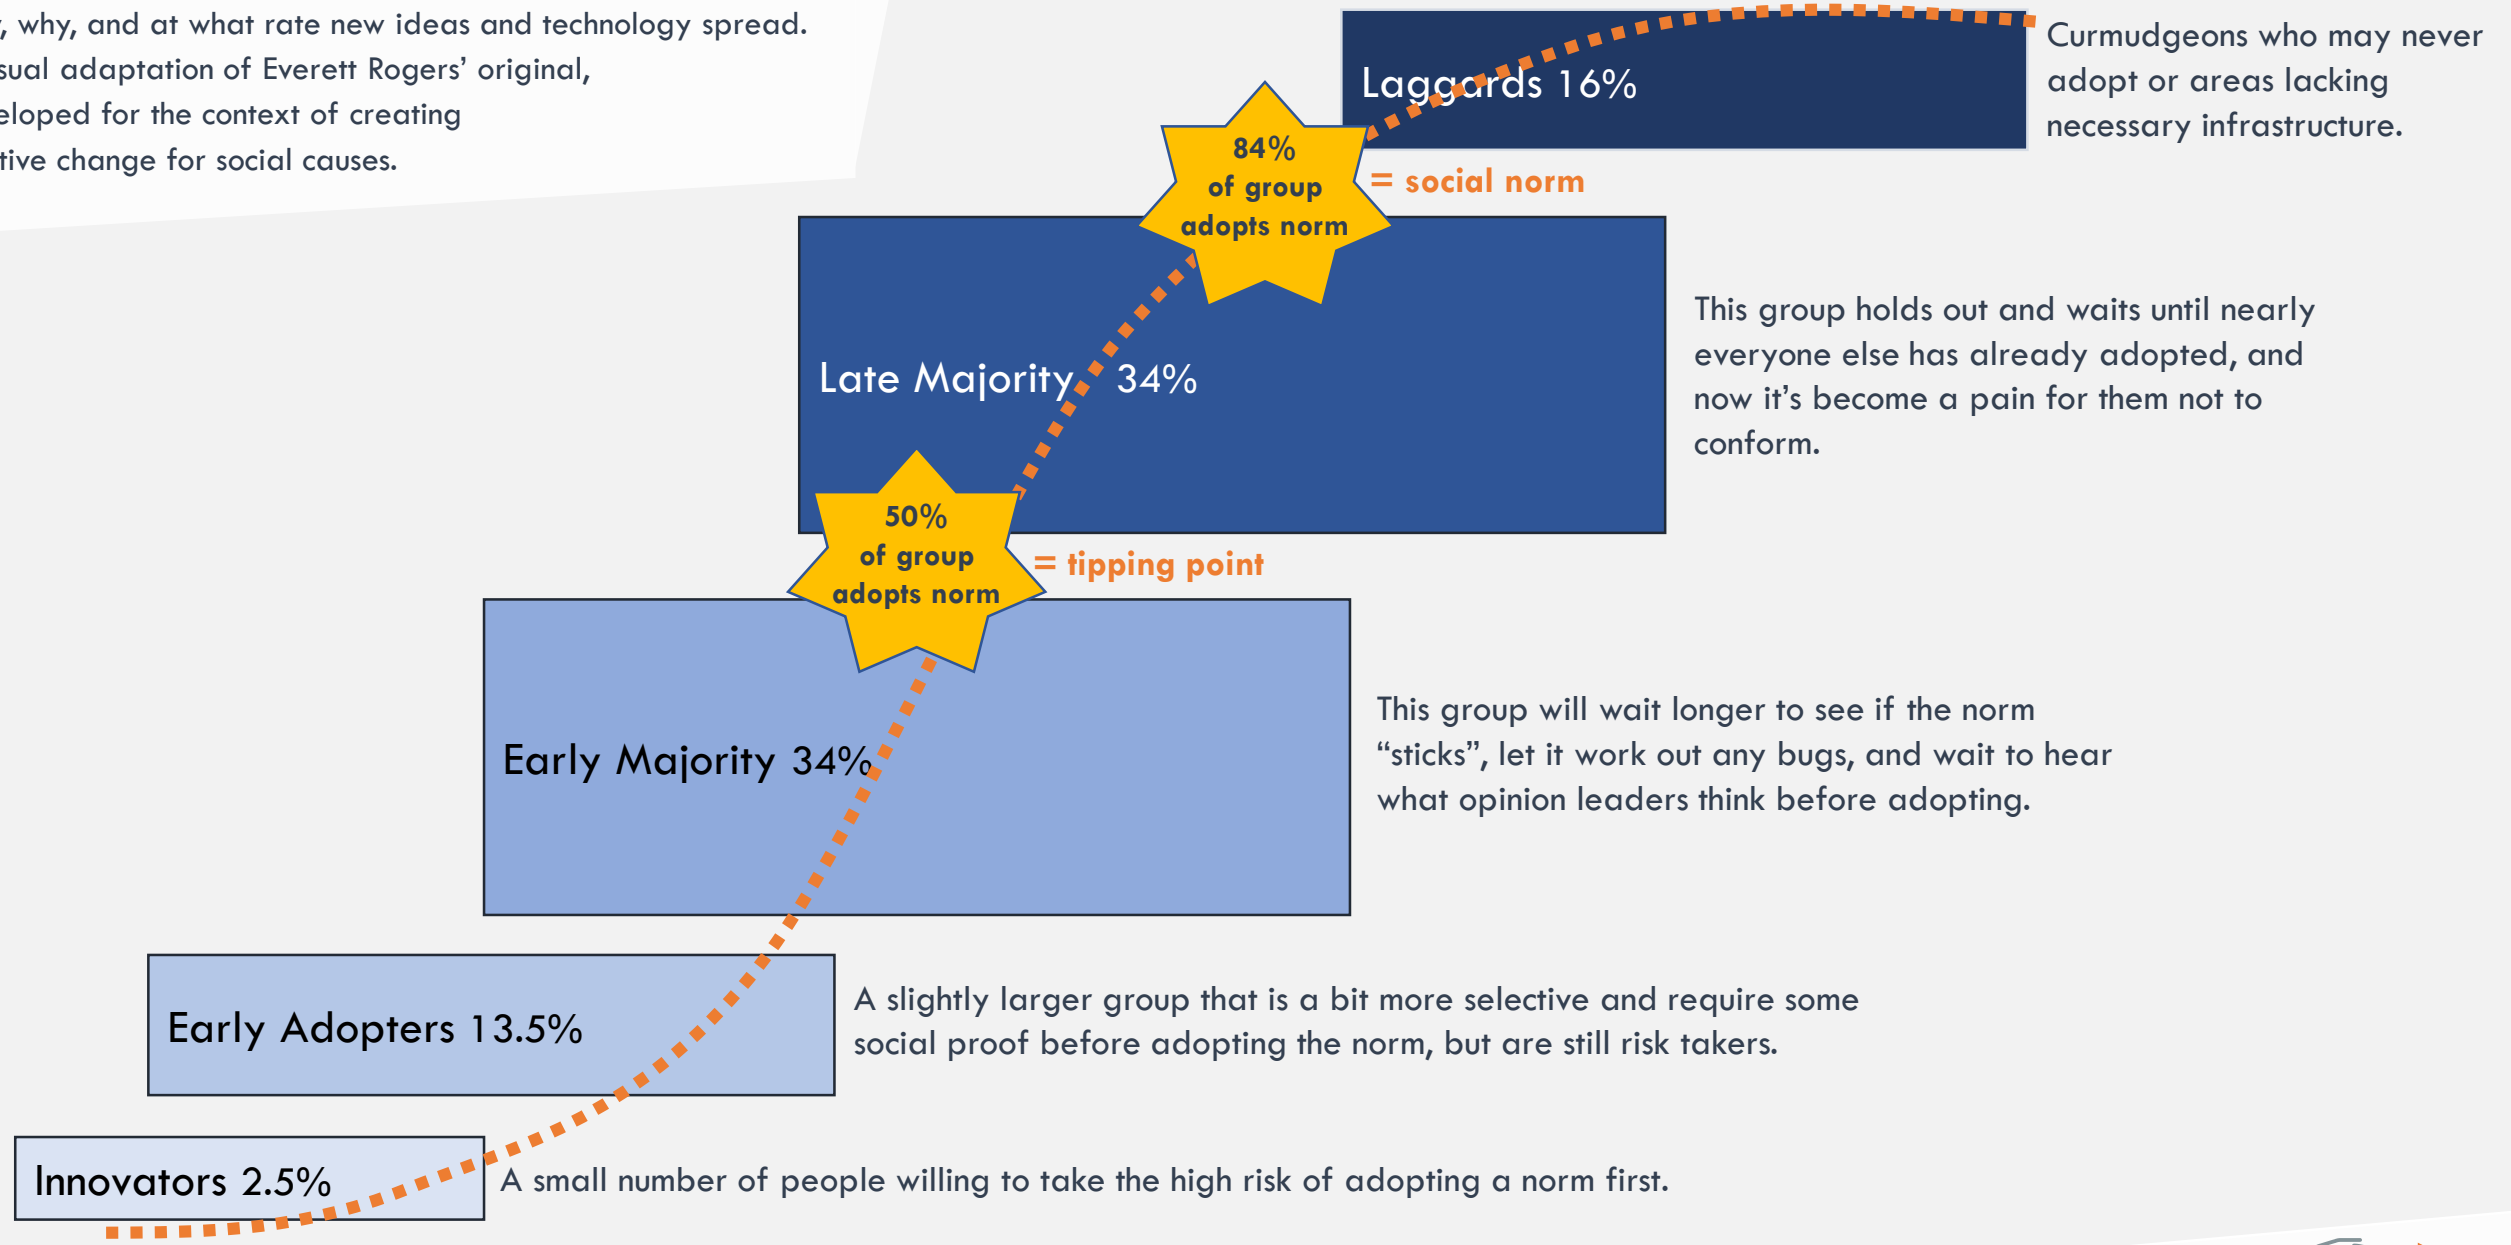 , why, and at what rate new ideas and technology spread.
sual adaptation of Everett Rogers’ original,
eloped for the context of creating
tive change for social causes.
Laggards 16%
Curmudgeons who may never
adopt or areas lacking
necessary infrastructure.
84%
of group
adopts norm
= social norm
Late Majority 34%
This group holds out and waits until nearly
everyone else has already adopted, and
now it’s become a pain for them not to
conform.
50%
of group
adopts norm
= tipping point
Early Majority 34%
This group will wait longer to see if the norm
“sticks”, let it work out any bugs, and wait to hear
what opinion leaders think before adopting.
Early Adopters 13.5%
A slightly larger group that is a bit more selective and require some
social proof before adopting the norm, but are still risk takers.
Innovators 2.5%
A small number of people willing to take the high risk of adopting a norm first.